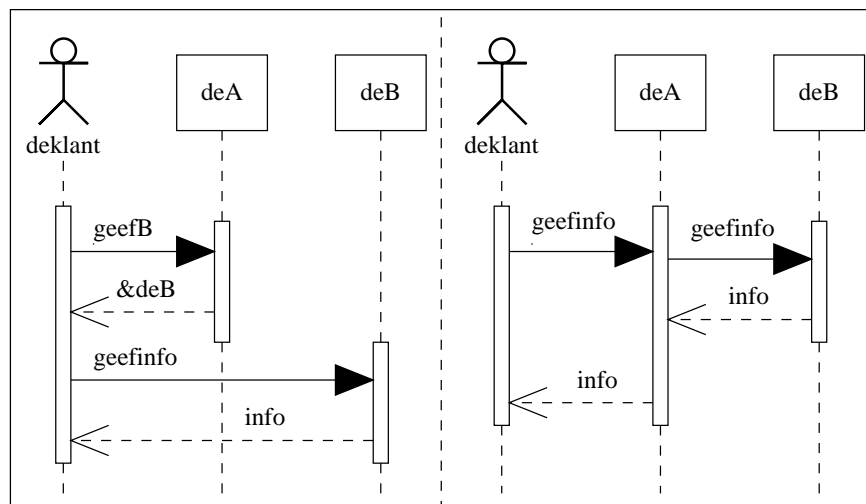 deA
deB
deklant
geefB
&deB
geefinfo
info
deA
deB
deklant
geefinfo
geefinfo
info
info